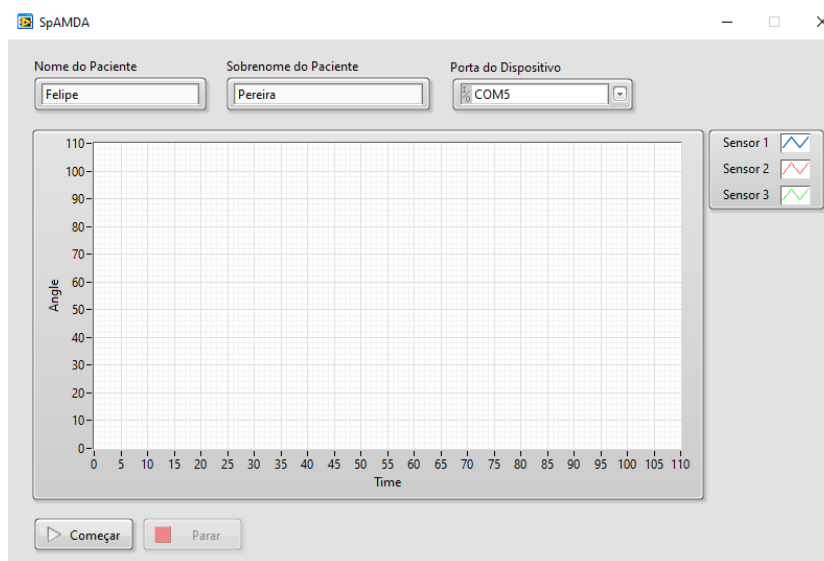 SpAMDA
Nome do Paciente
Sobrenome do Paciente
Porta do Dispositivo
Felipe
Pereira
I/O COM5
Sensor 1
Sensor 2
Sensor 3
Angle
110
100
90
80
70
60
50
40
30
20
10
0
0 5 10 15 20 25 30 35 40 45 50 55 60 65 70 75 80 85 90 95 100 105 110
Time
Começar
Parar